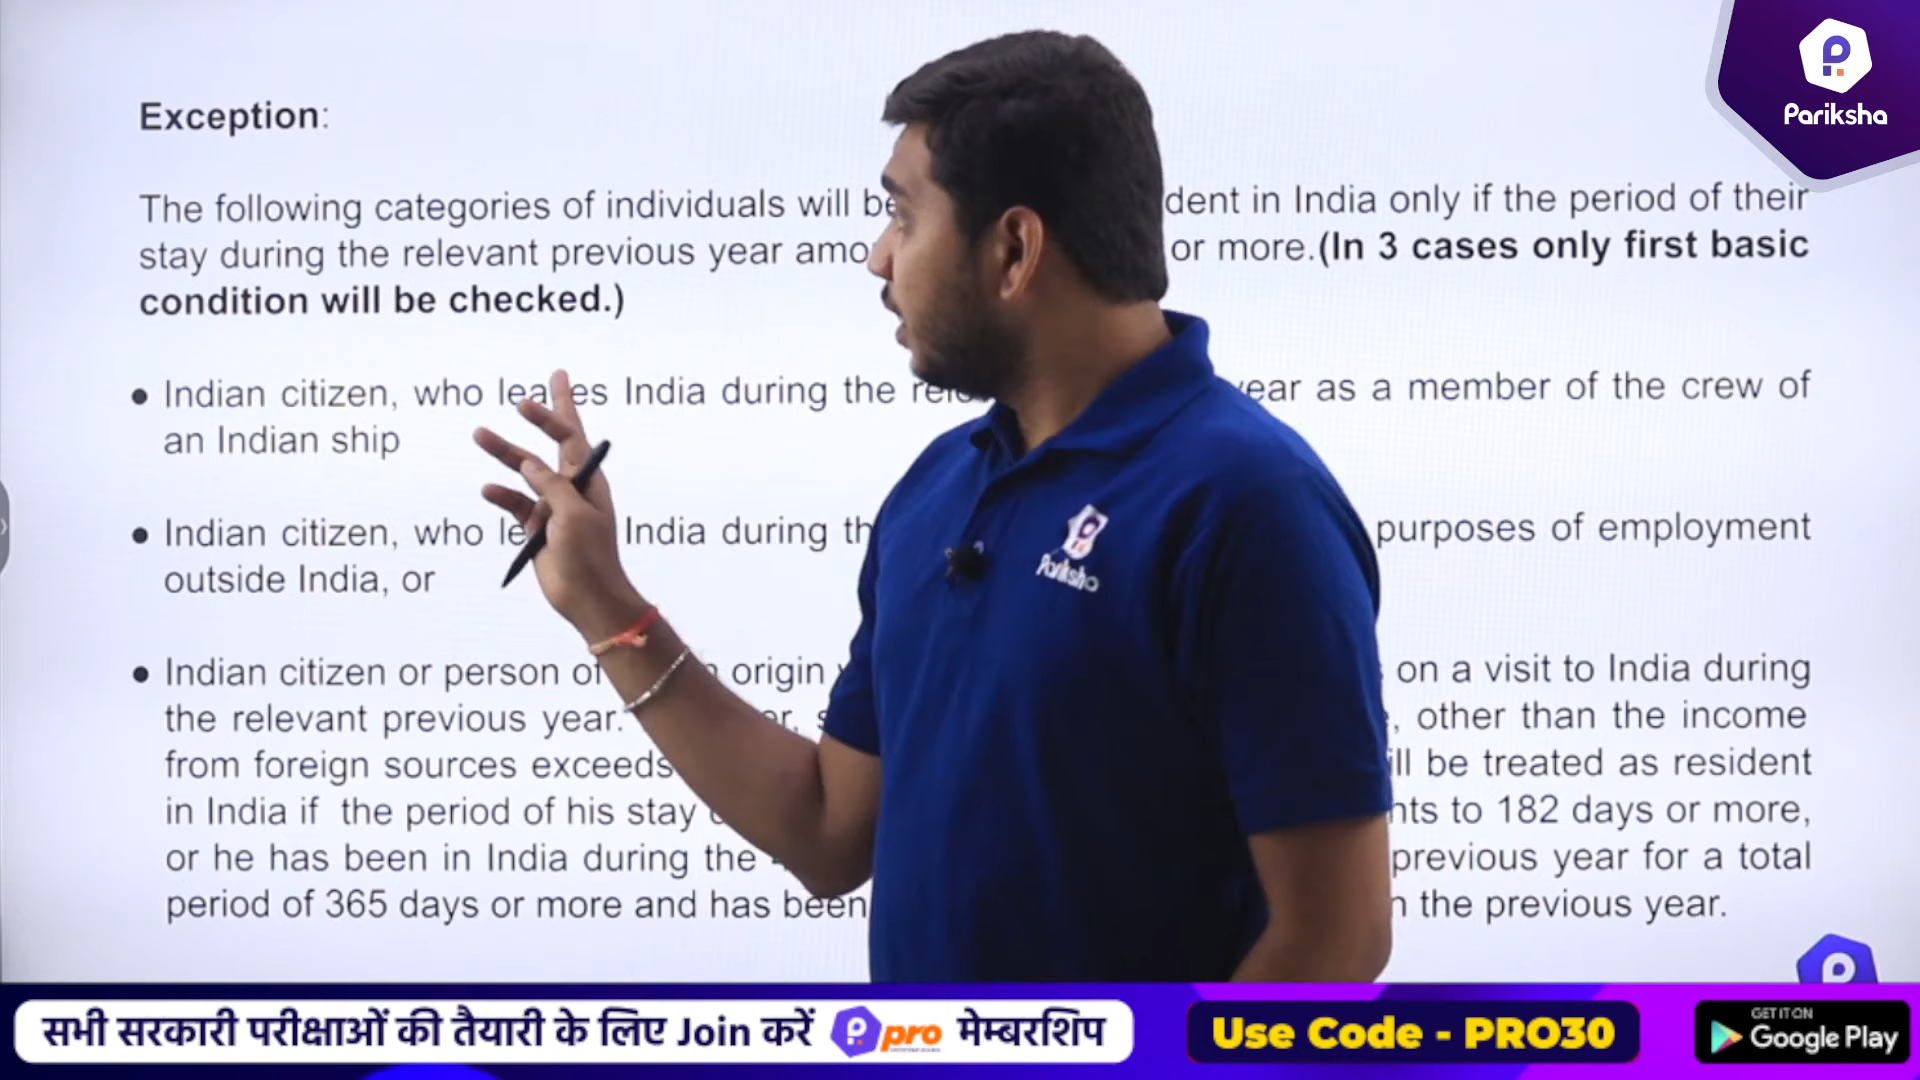 Pariksha
Exception:
The following categories of individuals will be dent in India only if the period of their
stay during the relevant previous year amo or more.(In 3 cases only first basic
condition will be checked.)
● Indian citizen, who leaves India during the year as a member of the crew of
an Indian ship
● Indian citizen, who le India during th purposes of employment
outside India, or
● Indian citizen or person of origin on a visit to India during
the relevant previous year. other than the income
from foreign sources exceeds ll be treated as resident
in India if the period of his stay nts to 182 days or more,
or he has been in India during the previous year for a total
period of 365 days or more and has been n the previous year.
Pariksha
सभी सरकारी परीक्षाओं की तैयारी के लिए Join करें pro मेम्बरशिप
Use Code - PRO30
GET IT ON
Google Play